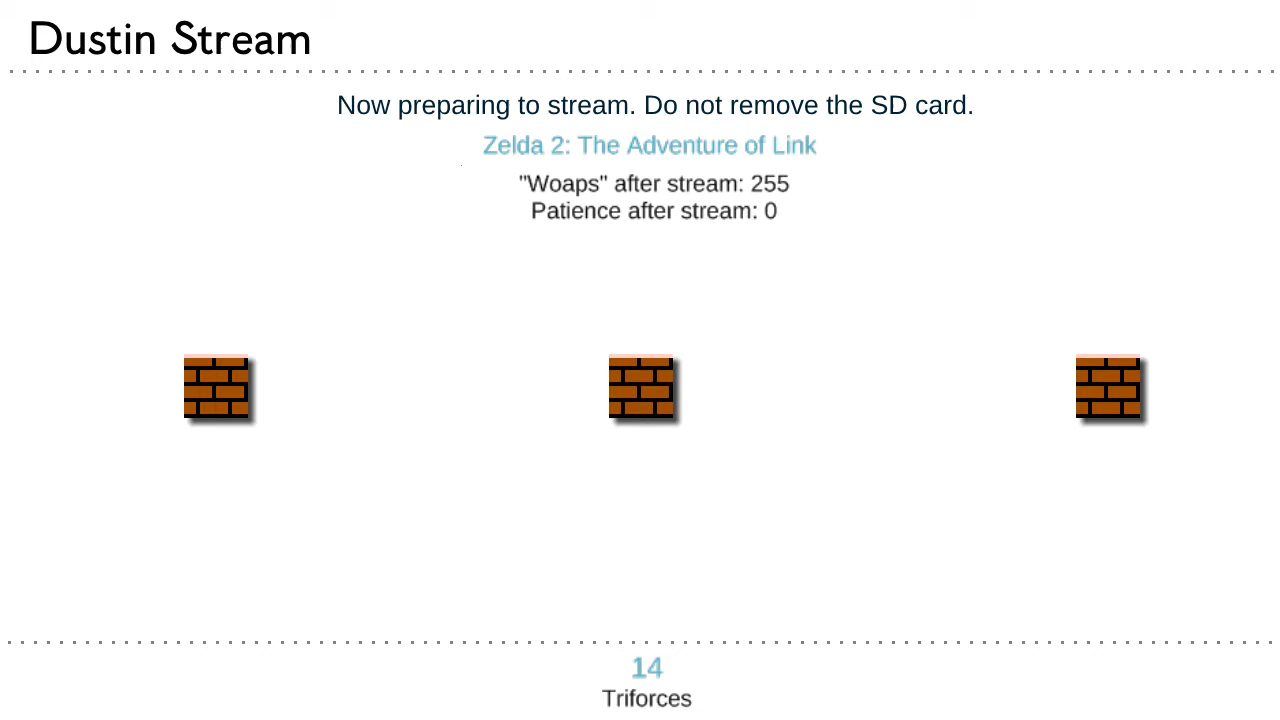 Dustin Stream
Now preparing to stream. Do not remove the SD card.
Zelda 2: The Adventure of Link
"Woaps" after stream: 255
Patience after stream: 0
14
Triforces